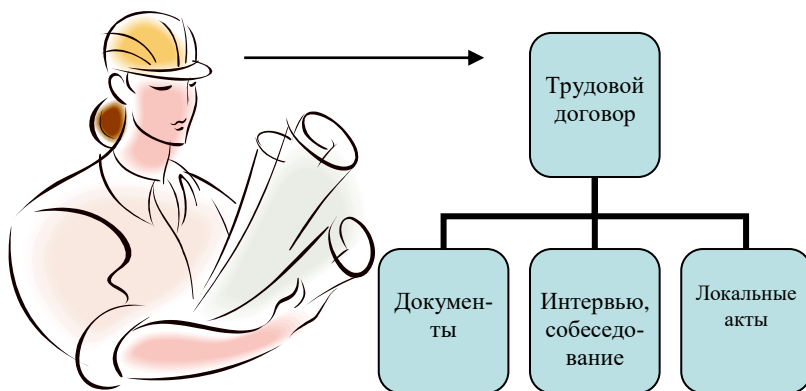 Трудовой
договор
Докумен-
ты
Интервью,
собеседо-
вание
Локальные
акты